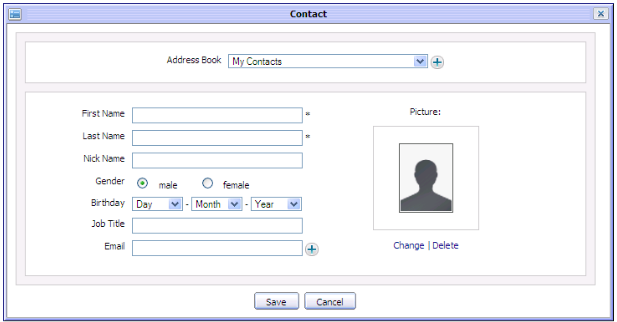 Contact
Address Book My Contacts
First Name *
Last Name *
Nick Name
Gender male female
Birthday Day - Month - Year
Job Title
Email
Picture:
Change | Delete
Save Cancel